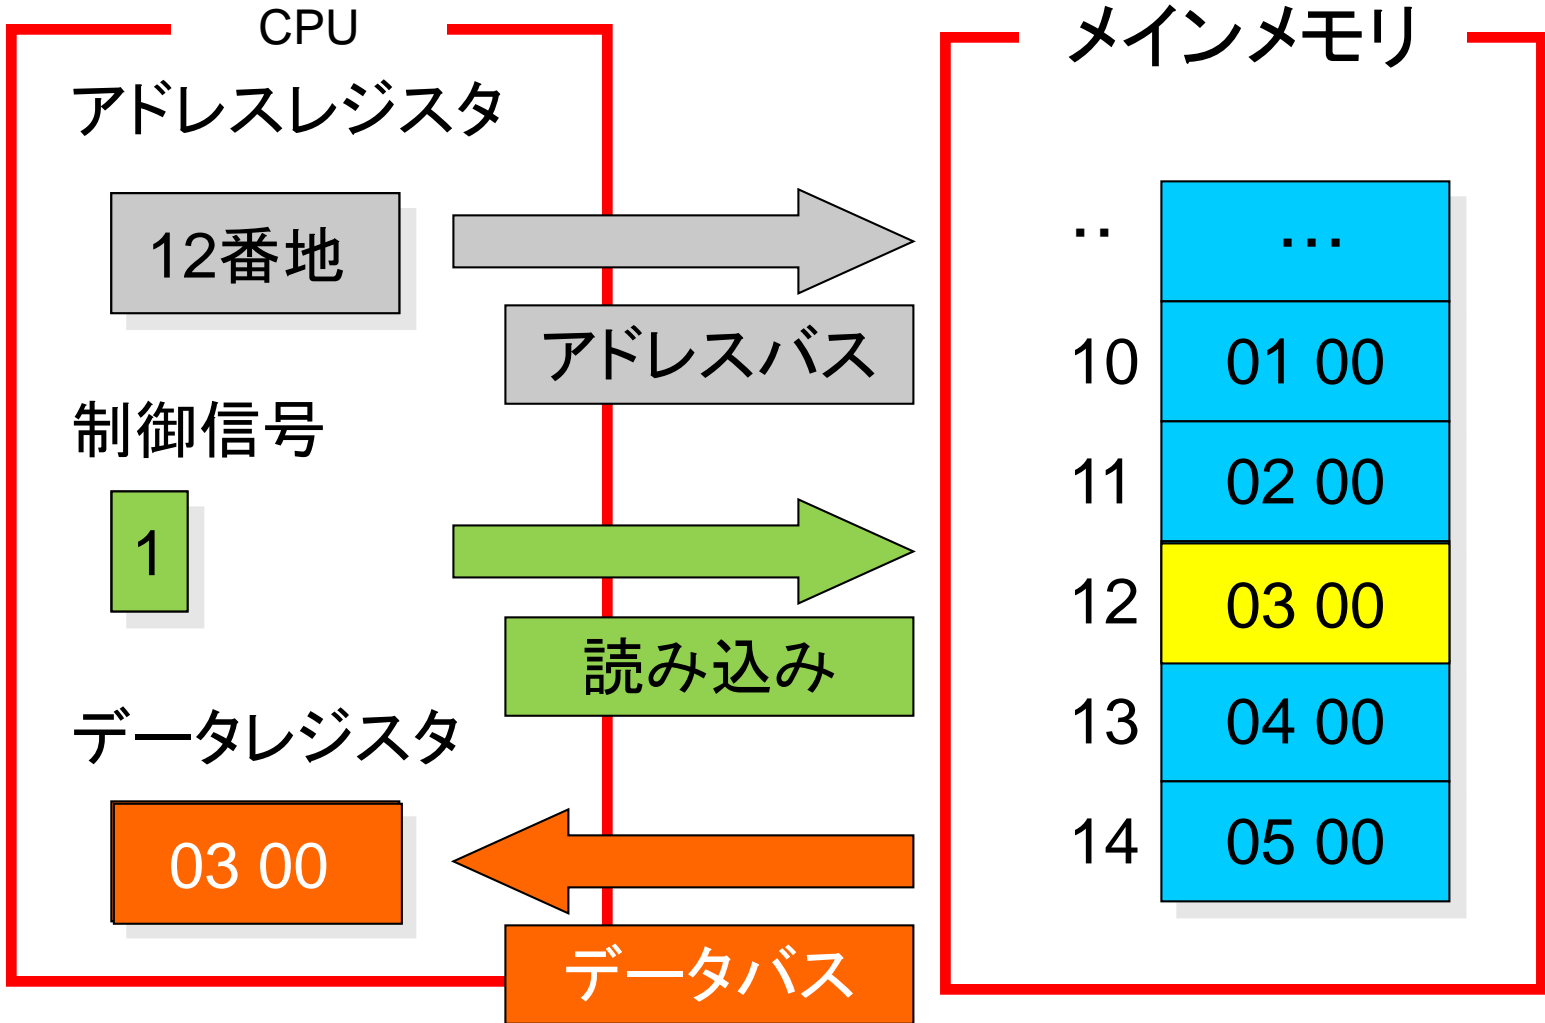 CPU
アドレスレジスタ
12番地
アドレスバス
制御信号
1
読み込み
データレジスタ
03 00
データバス
メインメモリ
‥ …
10 01 00
11 02 00
12 03 00
13 04 00
14 05 00